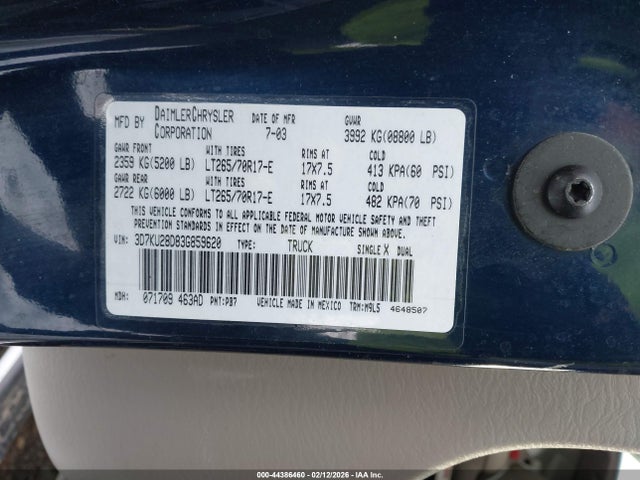 MFD BY DAIMLERCHRYSLER CORPORATION DATE OF MFR 7-03 GVWR 3992 KG(08800 LB)
GAWR FRONT WITH TIRES RIMS AT COLD
2359 KG(5200 LB) LT265/70R17-E 17X7.5 413 KPA(60 PSI)
GAWR REAR WITH TIRES RIMS AT COLD
2722 KG(6000 LB) LT265/70R17-E 17X7.5 482 KPA(70 PSI)
THIS VEHICLE CONFORMS TO ALL APPLICABLE FEDERAL MOTOR VEHICLE SAFETY AND THEFT
PREVENTION STANDARDS IN EFFECT ON THE DATE OF MANUFACTURE SHOWN ABOVE.
VIN: 3D7KU28D83G859620 TYPE: TRUCK SINGLE X DUAL
MDH: 071709 463AD PNT:PB7 VEHICLE MADE IN MEXICO TRM:M9L5 4648507
000-44386460 - 02/12/2026 - IAA, LLC.